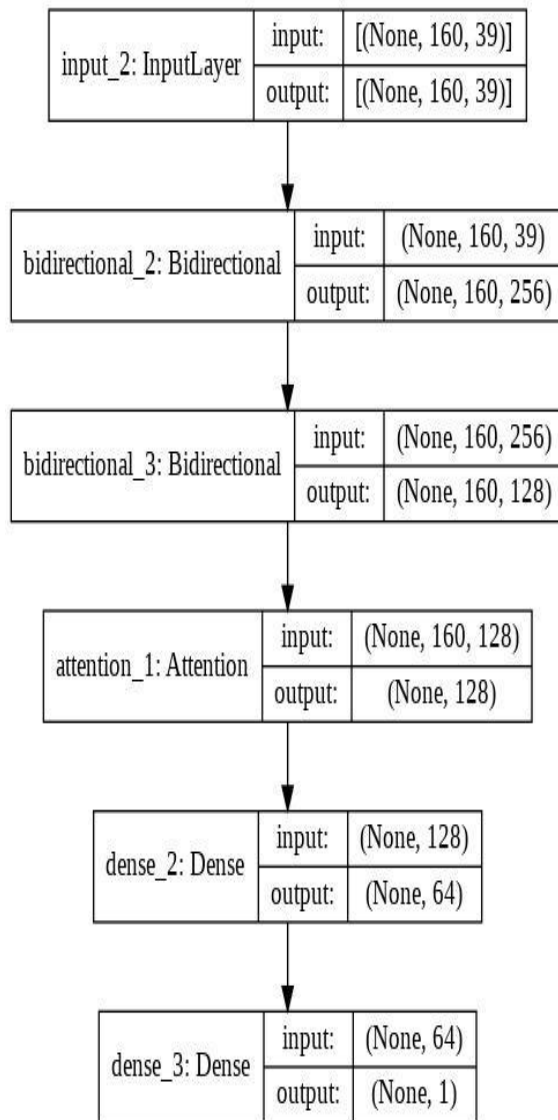 input_2: InputLayer
input: [(None, 160, 39)]
output: [(None, 160, 39)]
bidirectional_2: Bidirectional
input: (None, 160, 39)
output: (None, 160, 256)
bidirectional_3: Bidirectional
input: (None, 160, 256)
output: (None, 160, 128)
attention_1: Attention
input: (None, 160, 128)
output: (None, 128)
dense_2: Dense
input: (None, 128)
output: (None, 64)
dense_3: Dense
input: (None, 64)
output: (None, 1)